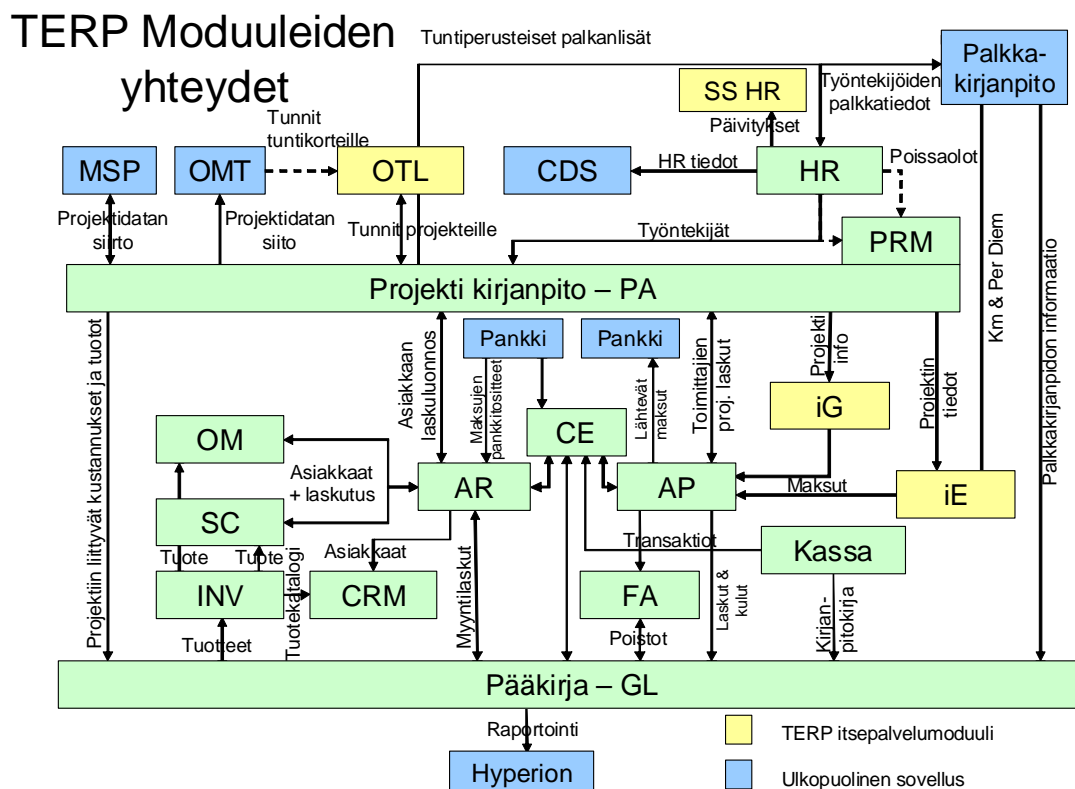 TERP Moduuleiden
yhteydet
Tuntiperusteiset palkanlisät
Palkka-
kirjanpito
SS HR
Työntekijöiden
palkkatiedot
Päivitykset
Tunnit
tuntikorteille
MSP
OMT
OTL
CDS
HR tiedot
HR
Poissaolot
Projektidatan
siirto
Projektidatan
siito
Tunnit projekteille
Työntekijät
PRM
Km & Per Diem
Palkkakirjanpidon informaatio
Projekti kirjanpito – PA
Projektiin liittyvät kustannukset ja tuotot
Asiakkaan
laskuluonnos
Pankki
Pankki
Maksujen
pankkitositteet
Lähtevät
maksut
Toimittajien
proj. laskut
Projekti
info
Projektin
tiedot
iG
CE
OM
Asiakkaat
+ laskutus
AR
AP
Maksut
iE
SC
Tuote
Tuote
Tuotekatalogi
Asiakkaat
Transaktiot
Kassa
INV
CRM
Myyntilaskut
FA
Laskut &
kulut
Kirjan-
pitokirja
Tuotteet
Poistot
Pääkirja – GL
Raportointi
Hyperion
TERP itsepalvelumoduuli
Ulkopuolinen sovellus